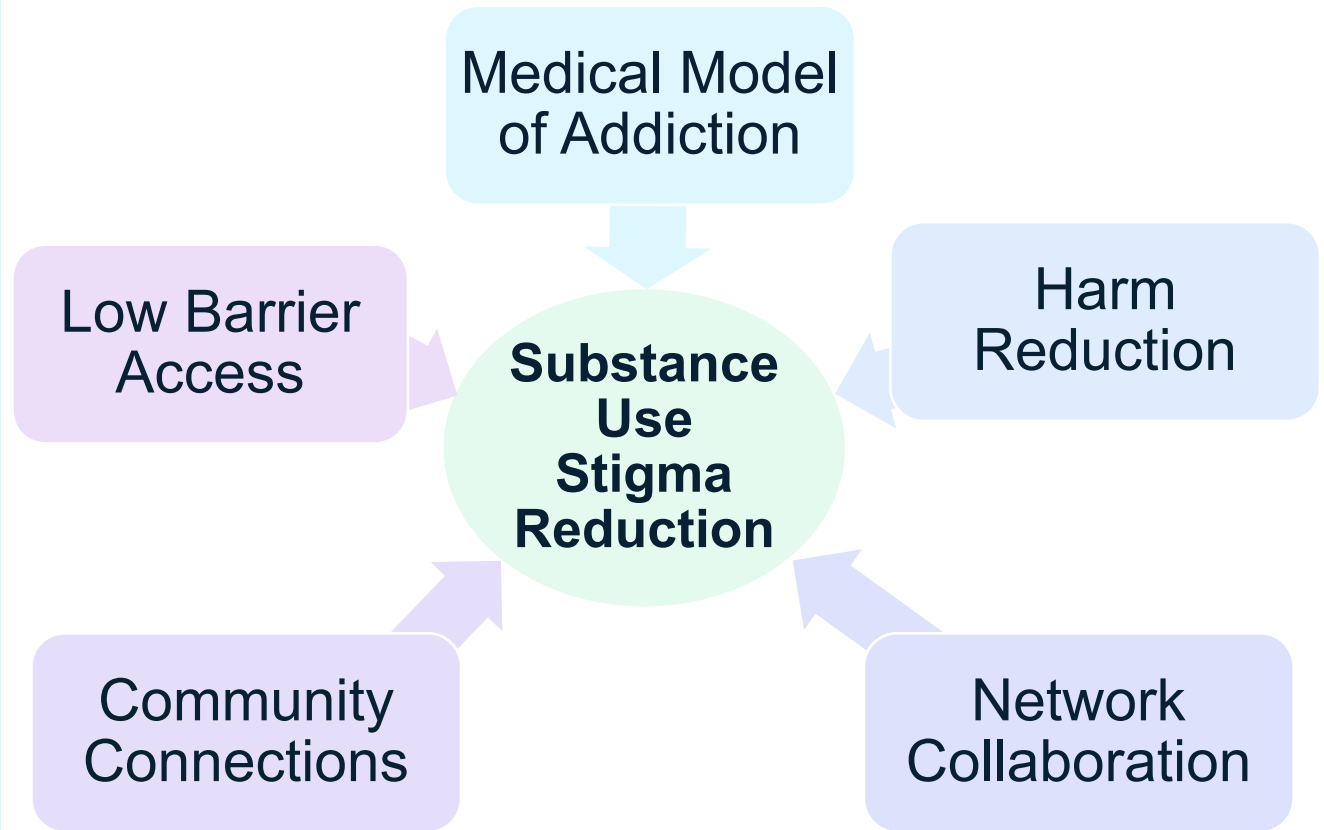 Medical Model
of Addiction
Low Barrier
Access
Harm
Reduction
Substance
Use
Stigma
Reduction
Community
Connections
Network
Collaboration